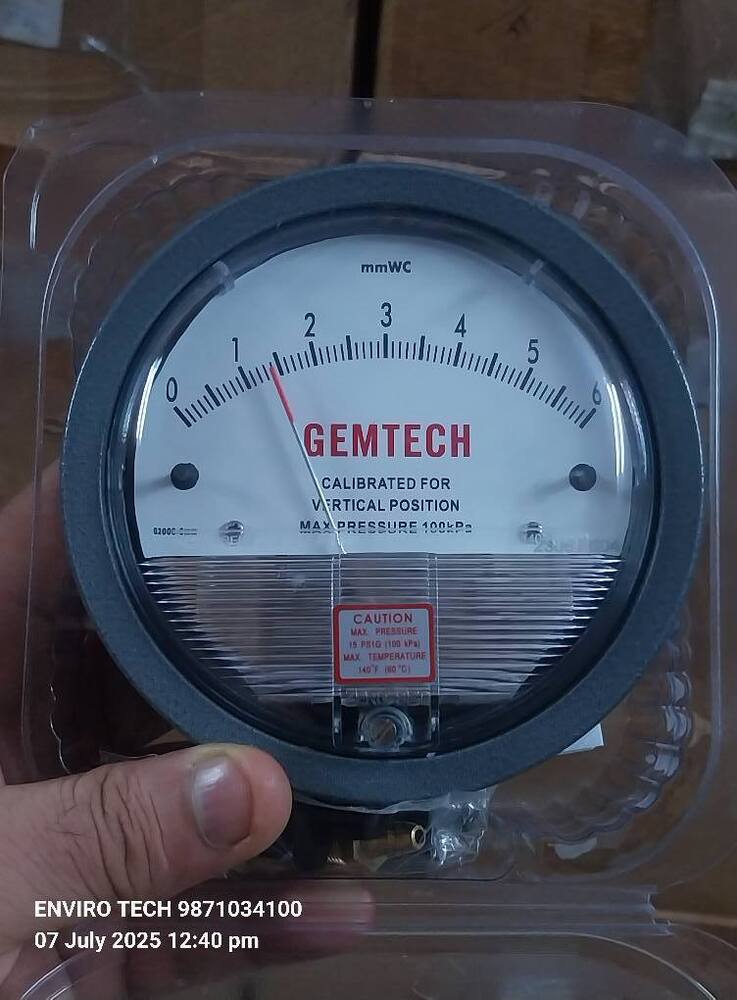 mmWC
0 1 2 3 4 5 6
GEMTECH
CALIBRATED FOR
VERTICAL POSITION
MAX.PRESSURE 100kPa
CAUTION
MAX. PRESSURE
15 PSIG (100 kPa)
MAX. TEMPERATURE
140°F (60°C)
ENVIRO TECH 9871034100
07 July 2025 12:40 pm